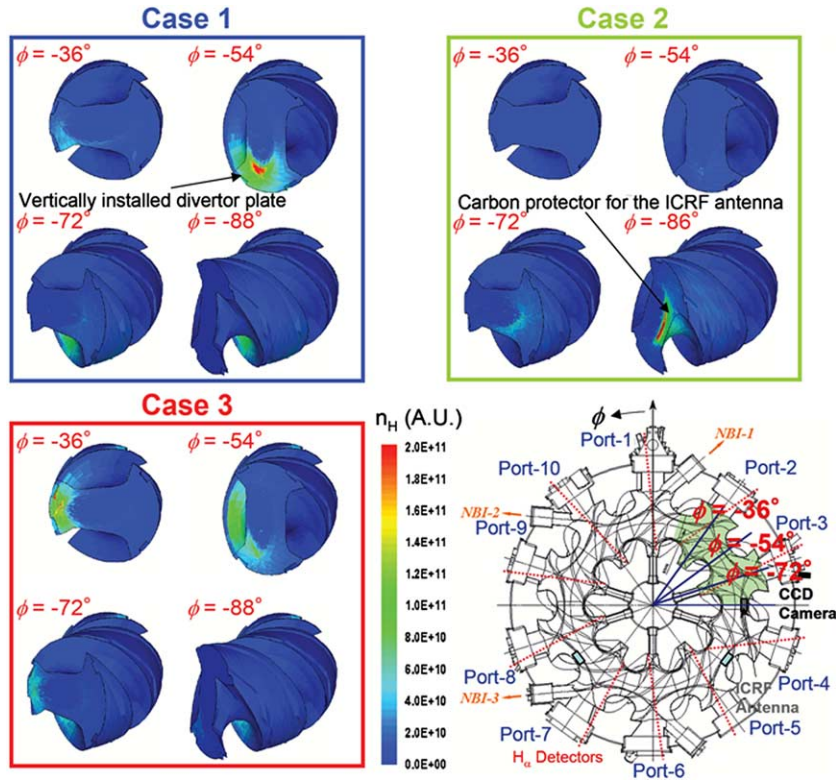 Case 1
ϕ = -36°
ϕ = -54°
Vertically installed divertor plate
ϕ = -72°
ϕ = -88°
Case 2
ϕ = -36°
ϕ = -54°
Carbon protector for the ICRF antenna
ϕ = -72°
ϕ = -86°
Case 3
ϕ = -36°
ϕ = -54°
ϕ = -72°
ϕ = -88°
n_H (A.U.)
2.0E+11
1.8E+11
1.6E+11
1.4E+11
1.2E+11
1.0E+11
8.0E+10
6.0E+10
4.0E+10
2.0E+10
0.0E+00
ϕ
Port-1
NBI-1
Port-10
Port-2
NBI-2
ϕ = -36°
Port-3
Port-9
ϕ = -54°
ϕ = -72°
CCD
Camera
Port-8
Port-4
NBI-3
ICRF
Antenna
Port-7
Port-5
Hα Detectors
Port-6